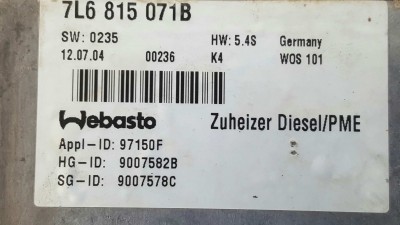 7L6 815 071B
SW: 0235 HW: 5.4S Germany
12.07.04 00236 K4 WOS 101
Webasto Zuheizer Diesel/PME
Appl-ID: 97150F
HG-ID: 9007582B
SG-ID: 9007578C